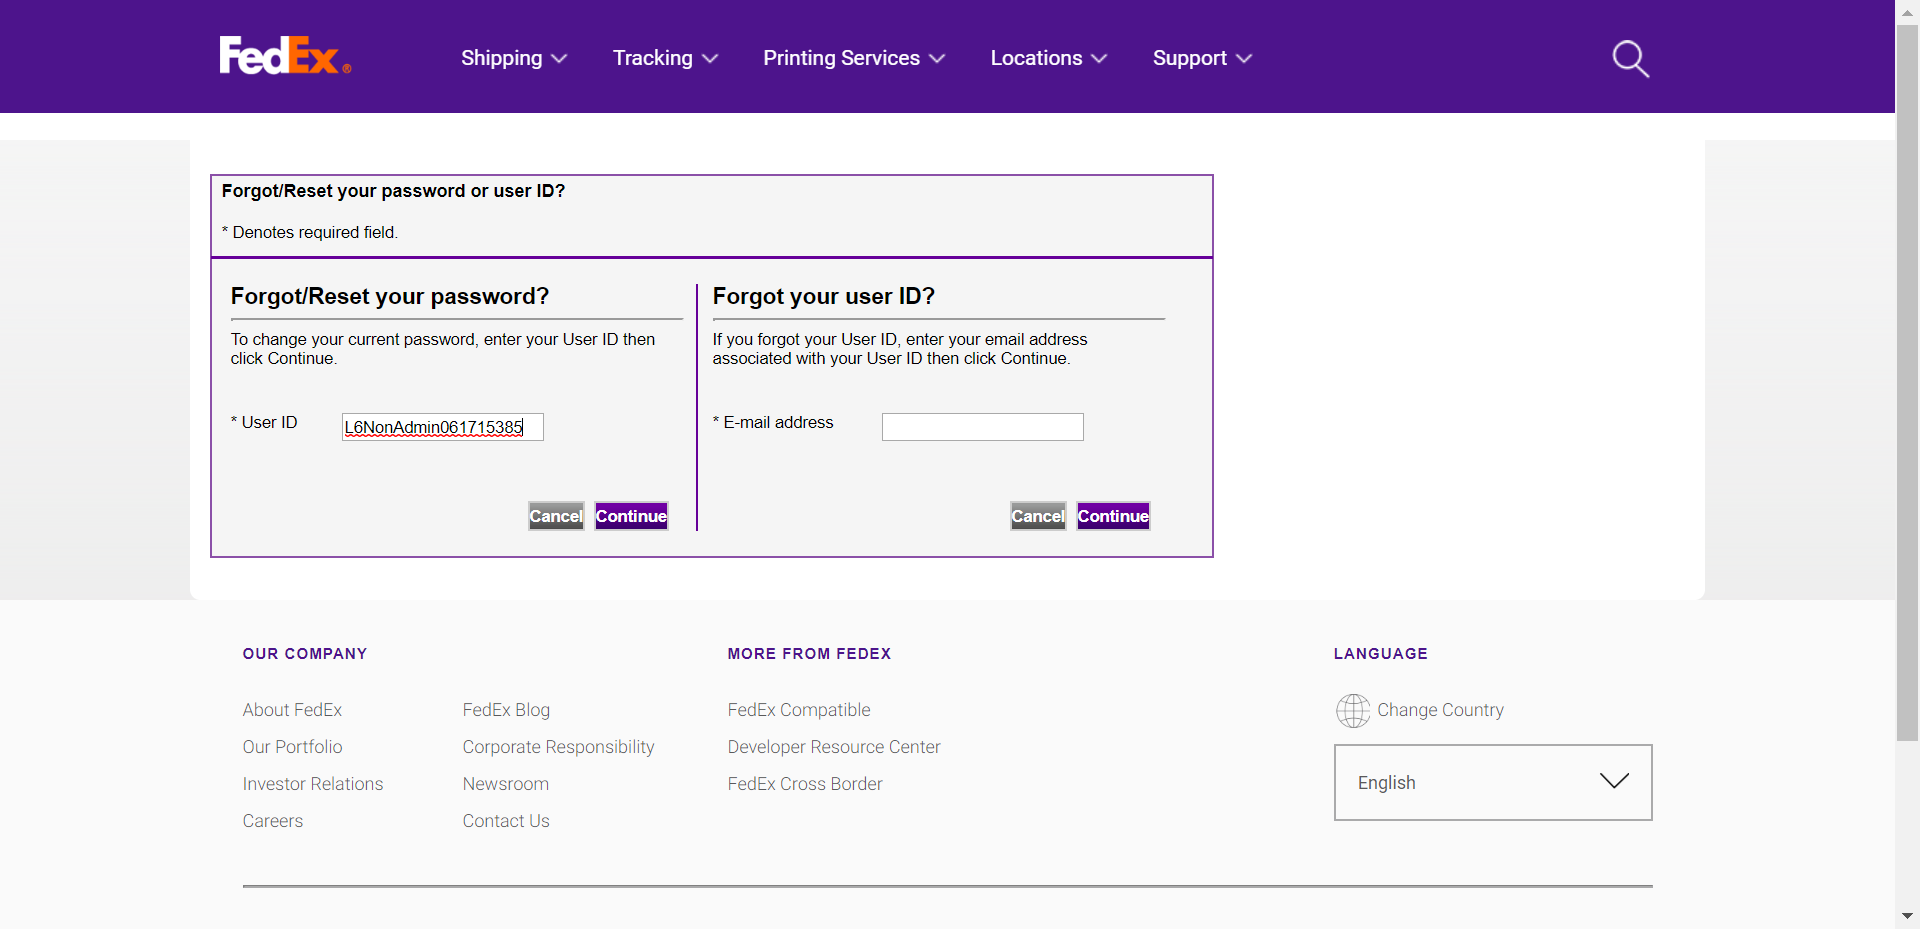 FedEx®
Shipping
Tracking
Printing Services
Locations
Support
Forgot/Reset your password or user ID?
* Denotes required field.
Forgot/Reset your password?
To change your current password, enter your User ID then
click Continue.
* User ID
L6NonAdmin061715385
Cancel Continue
Forgot your user ID?
If you forgot your User ID, enter your email address
associated with your User ID then click Continue.
* E-mail address
Cancel Continue
OUR COMPANY
About FedEx
Our Portfolio
Investor Relations
Careers
FedEx Blog
Corporate Responsibility
Newsroom
Contact Us
MORE FROM FEDEX
FedEx Compatible
Developer Resource Center
FedEx Cross Border
LANGUAGE
Change Country
English